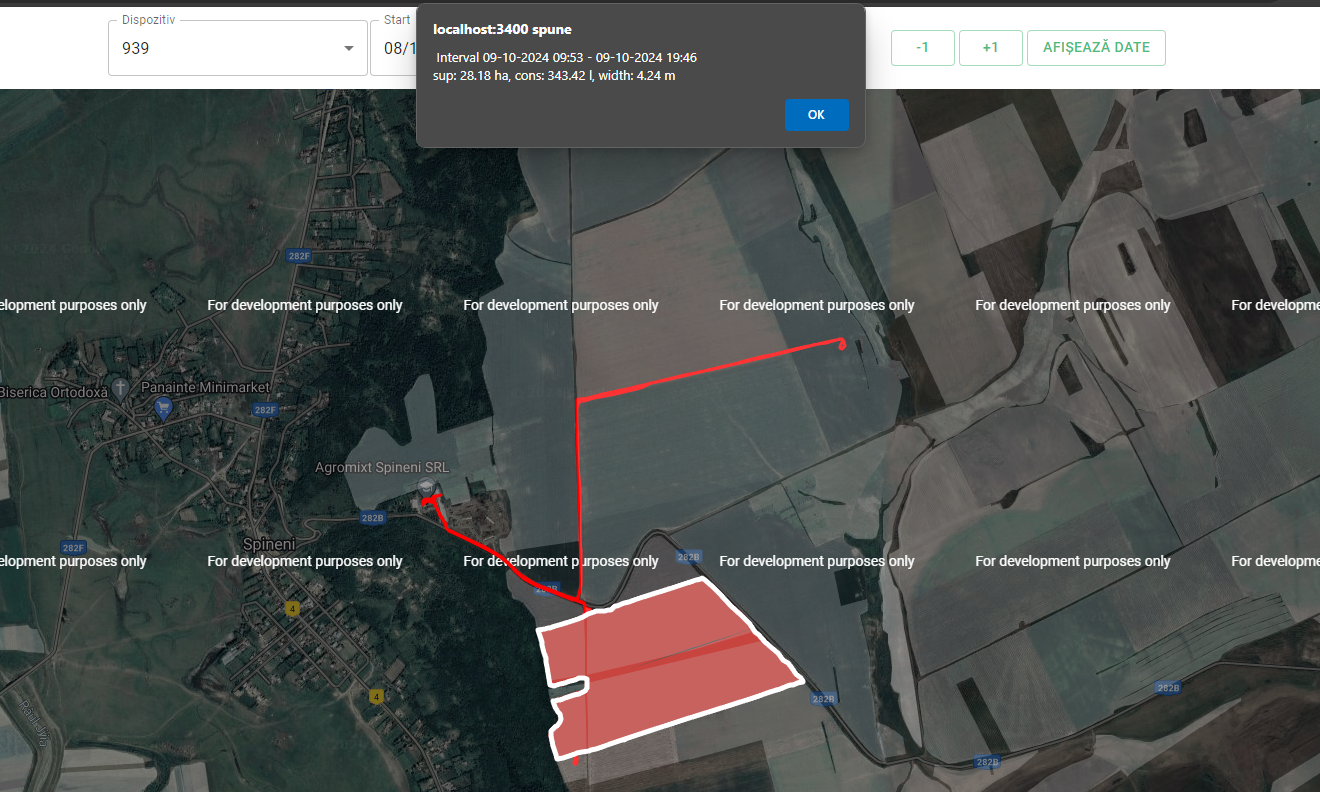 Dispozitiv
939
Start
08/1
localhost:3400 spune
Interval 09-10-2024 09:53 - 09-10-2024 19:46
sup: 28.18 ha, cons: 343.42 l, width: 4.24 m
OK
-1
+1
AFIȘEAZĂ DATE
282F
elopment purposes only
For development purposes only
For development purposes only
For development purposes only
For development purposes only
For developme
Biserica Ortodoxă
Panainte Minimarket
282F
Agromixt Spineni SRL
282B
Spineni
282F
282B
elopment purposes only
For development purposes only
For development purposes only
For development purposes only
For development purposes only
For developme
282B
4
4
282B
282B
282B